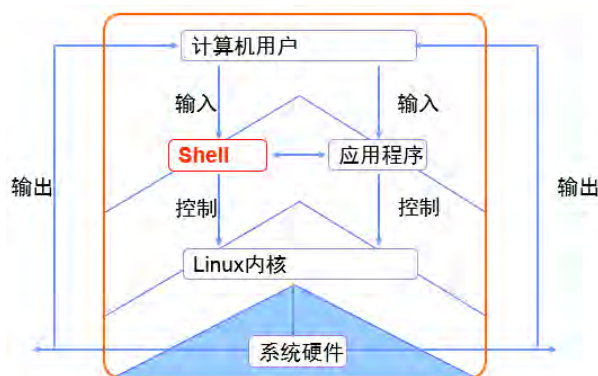 计算机用户
输入
输入
Shell
应用程序
输出
输出
控制
控制
Linux内核
系统硬件